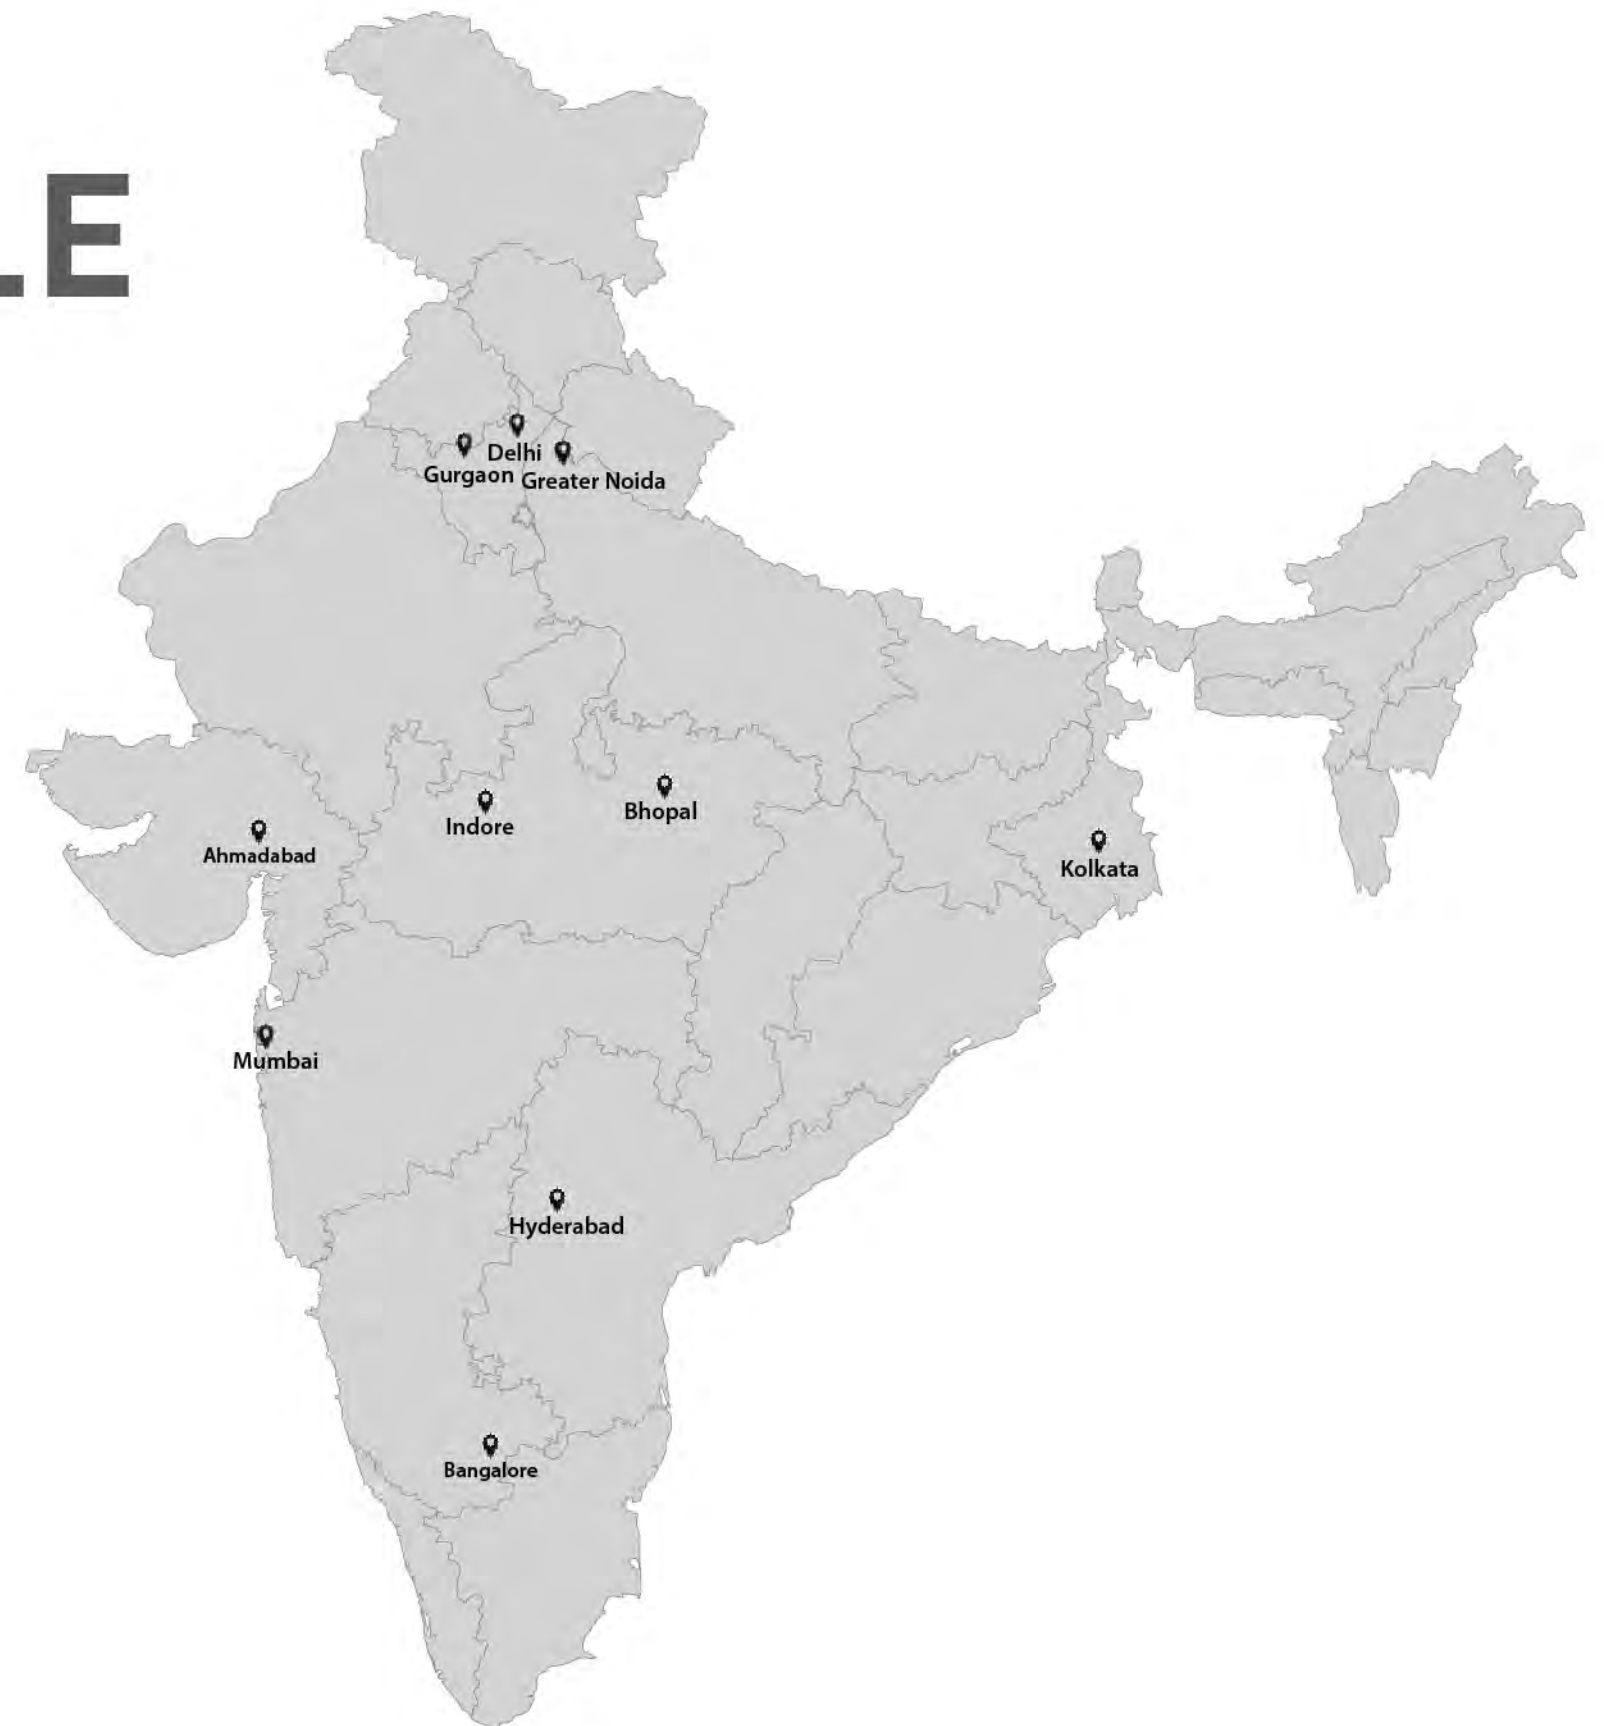 LE
Delhi
Gurgaon
Greater Noida
Bhopal
Indore
Ahmadabad
Kolkata
Mumbai
Hyderabad
Bangalore